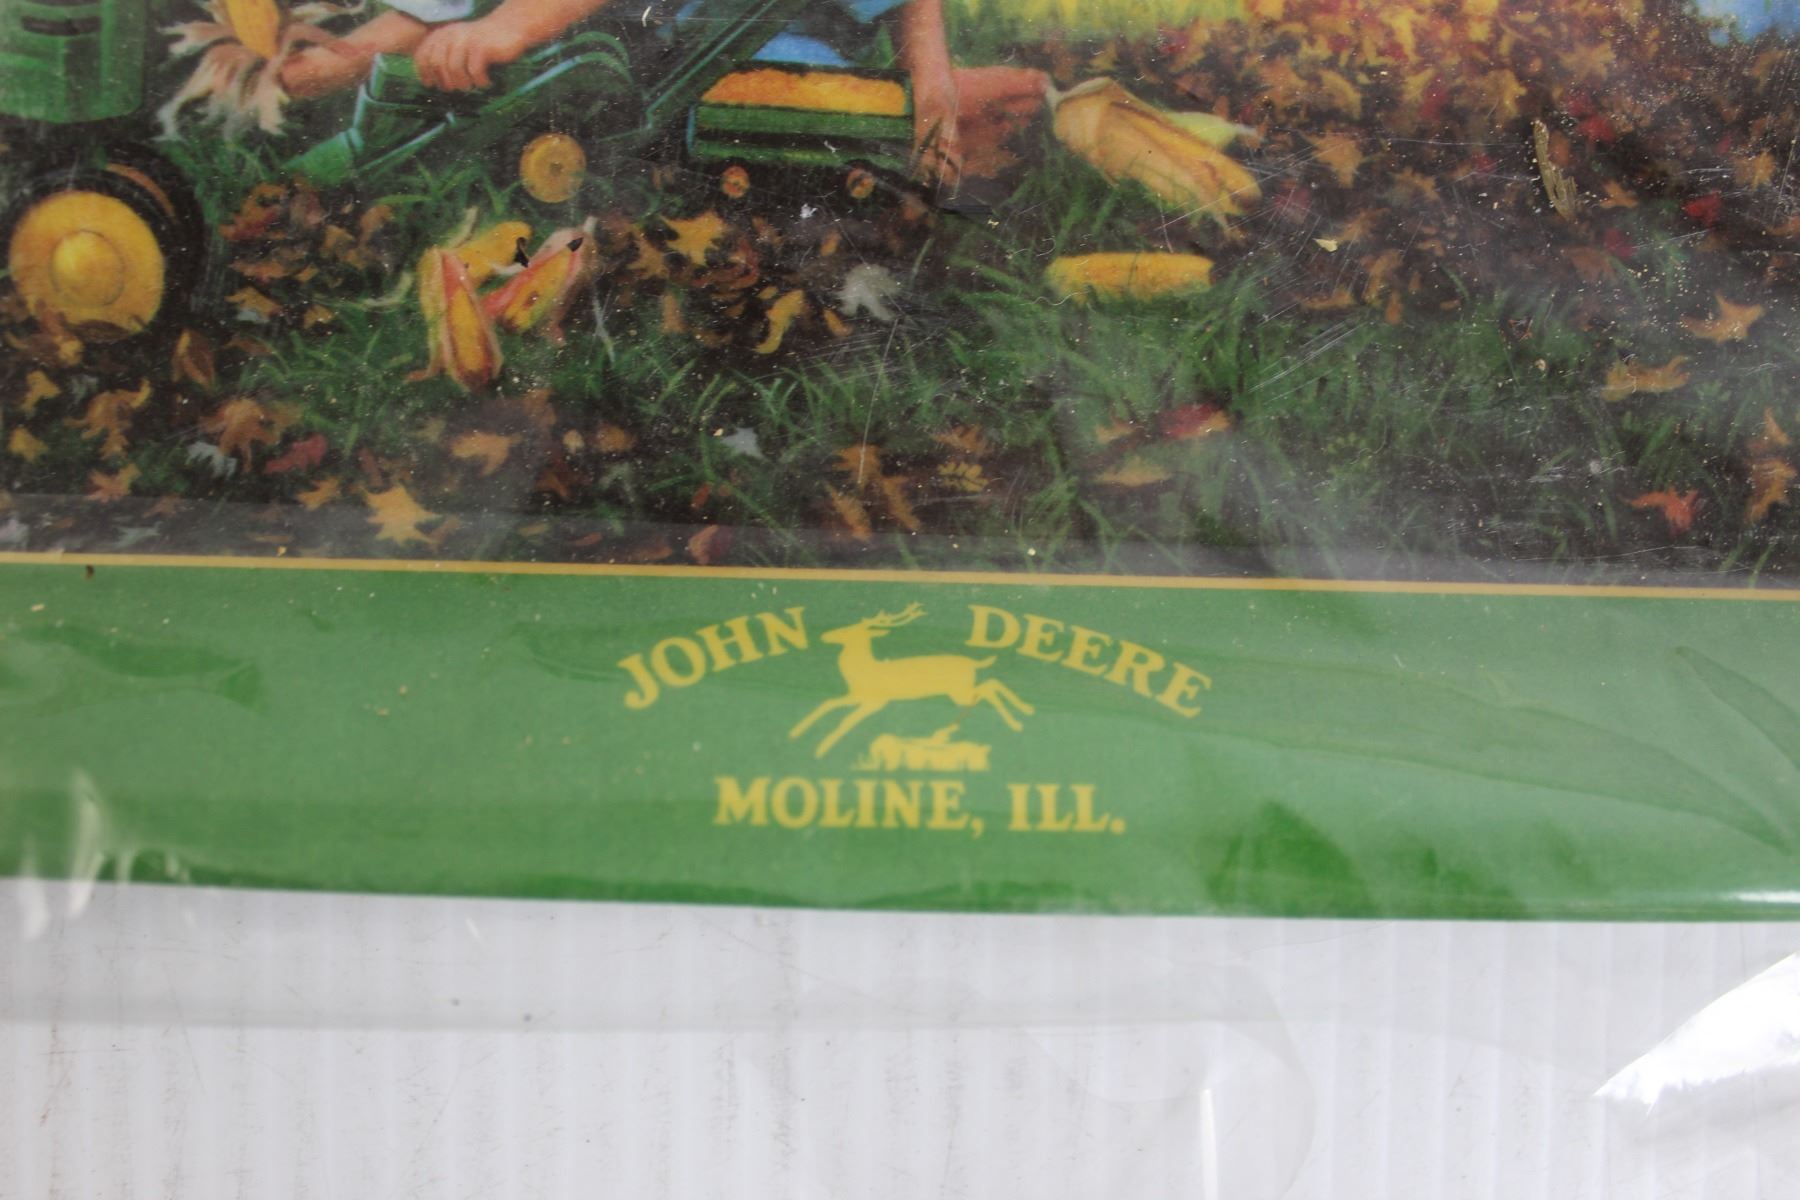 JOHN DEERE
MOLINE, ILL.